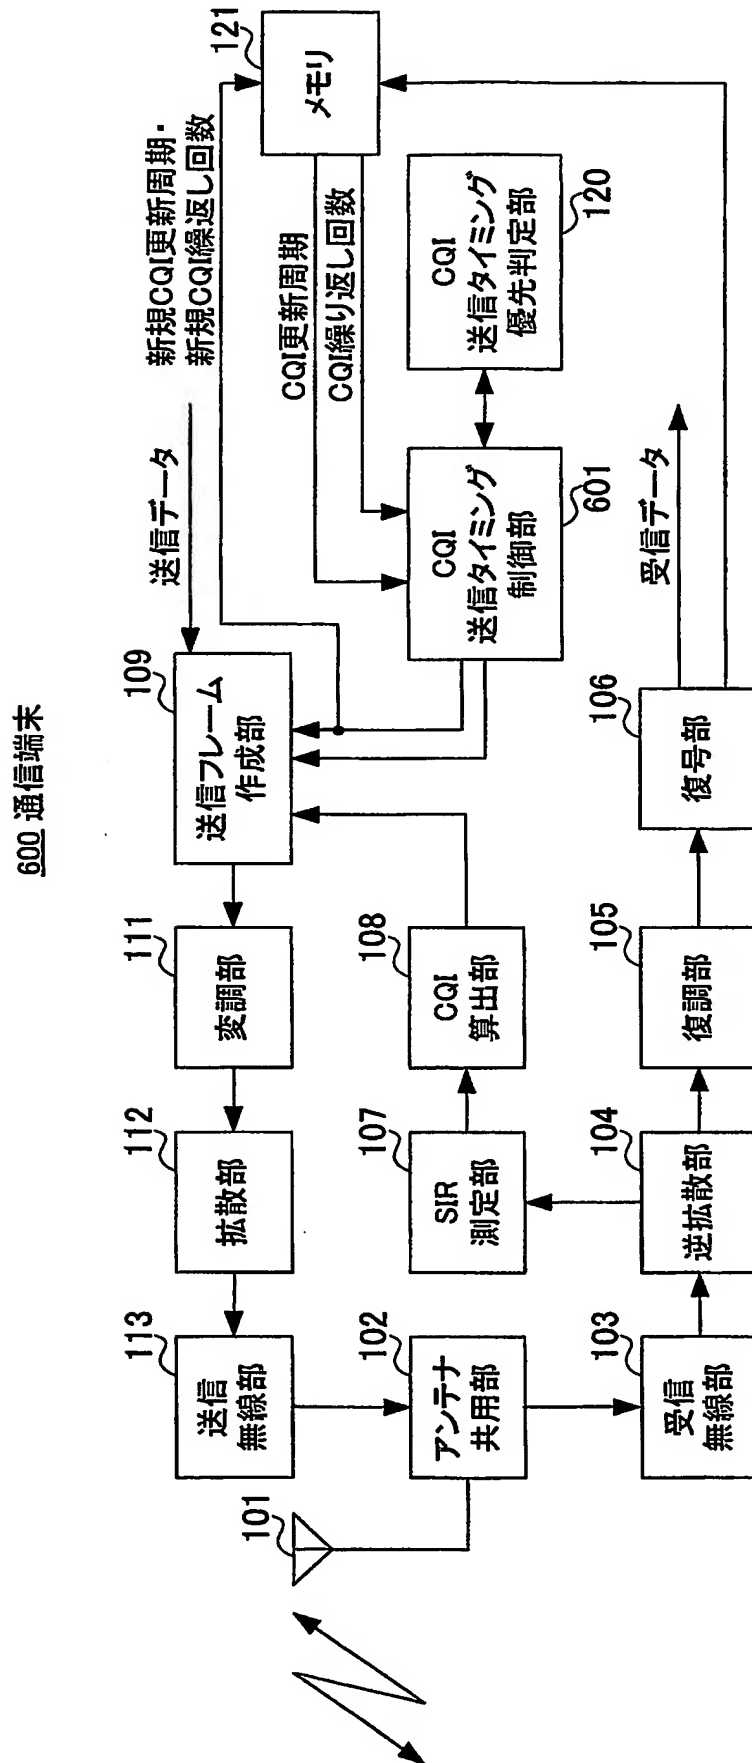 600 通信端末
101
113
送信
無線部
112
拡散部
111
変調部
109
送信フレーム
作成部
送信データ
新規CQI更新周期・
新規CQI繰返し回数
121
メモリ
102
アンテナ
共用部
107
SIR
測定部
108
CQI
算出部
CQI
送信タイミング
制御部
601
CQI更新周期
CQI繰り返し回数
CQI
送信タイミング
優先判定部
120
103
受信
無線部
104
逆拡散部
105
復調部
106
復号部
受信データ